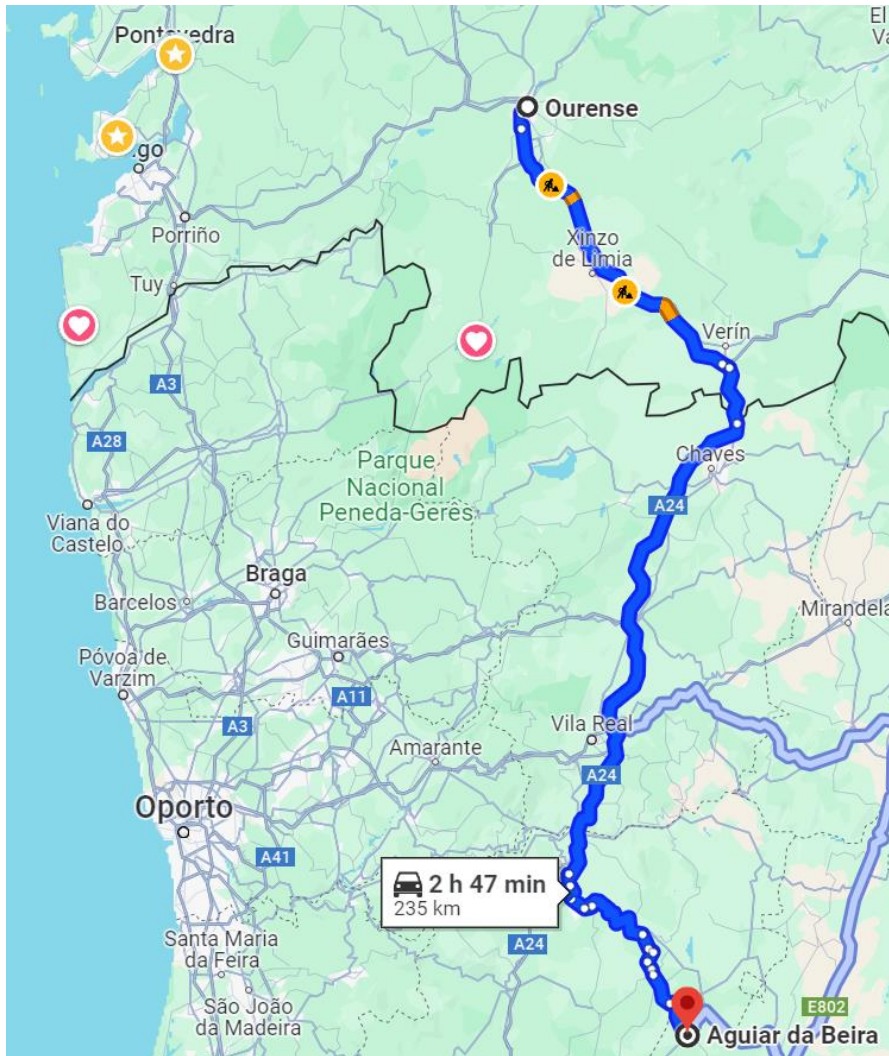 El
Va
Pontevedra
Ourense
go
Porriño
Xinzo
de Limia
Tuy
Verín
A3
A28
Chaves
Parque
Nacional
Peneda-Gerês
A24
Viana do
Castelo
Braga
Barcelos
Mirandela
Guimarães
Póvoa de
Varzim
A11
A3
Vila Real
Amarante
A24
Oporto
A41
2 h 47 min
235 km
Santa Maria
da Feira
A24
São João
da Madeira
E802
Aguiar da Beira